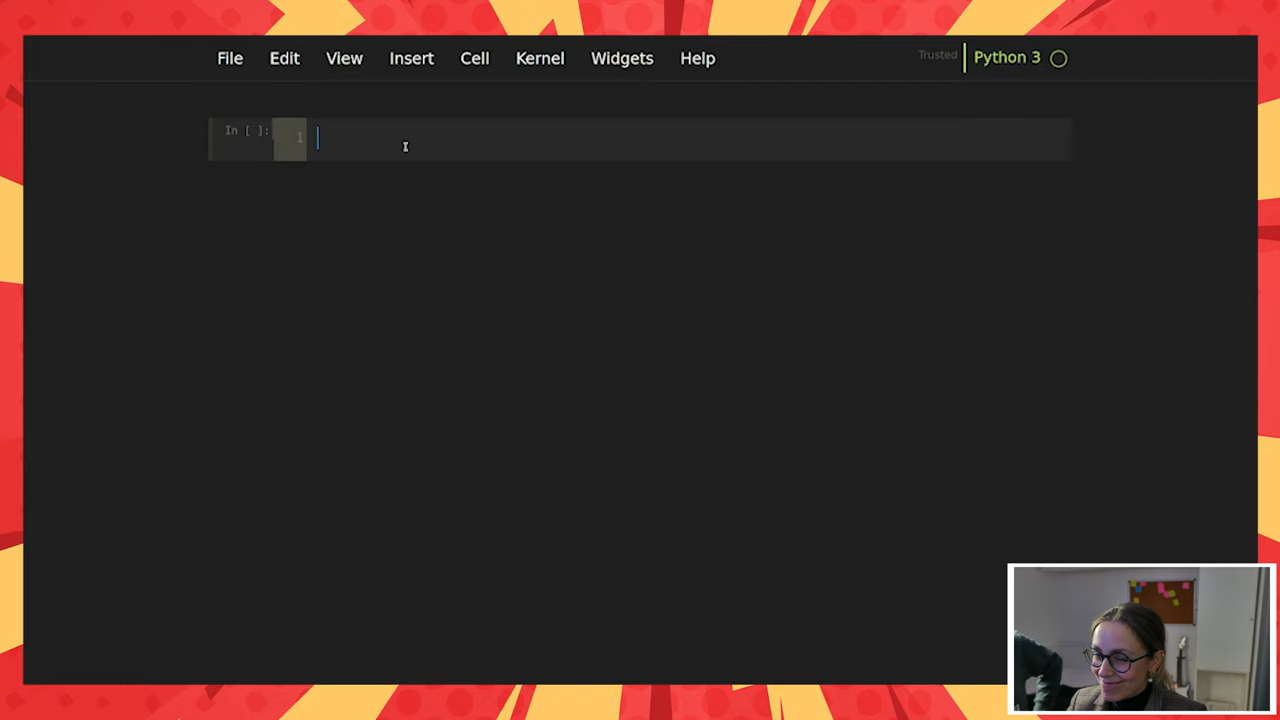 File Edit View Insert Cell Kernel Widgets Help Trusted Python 3
In [ ]: 1